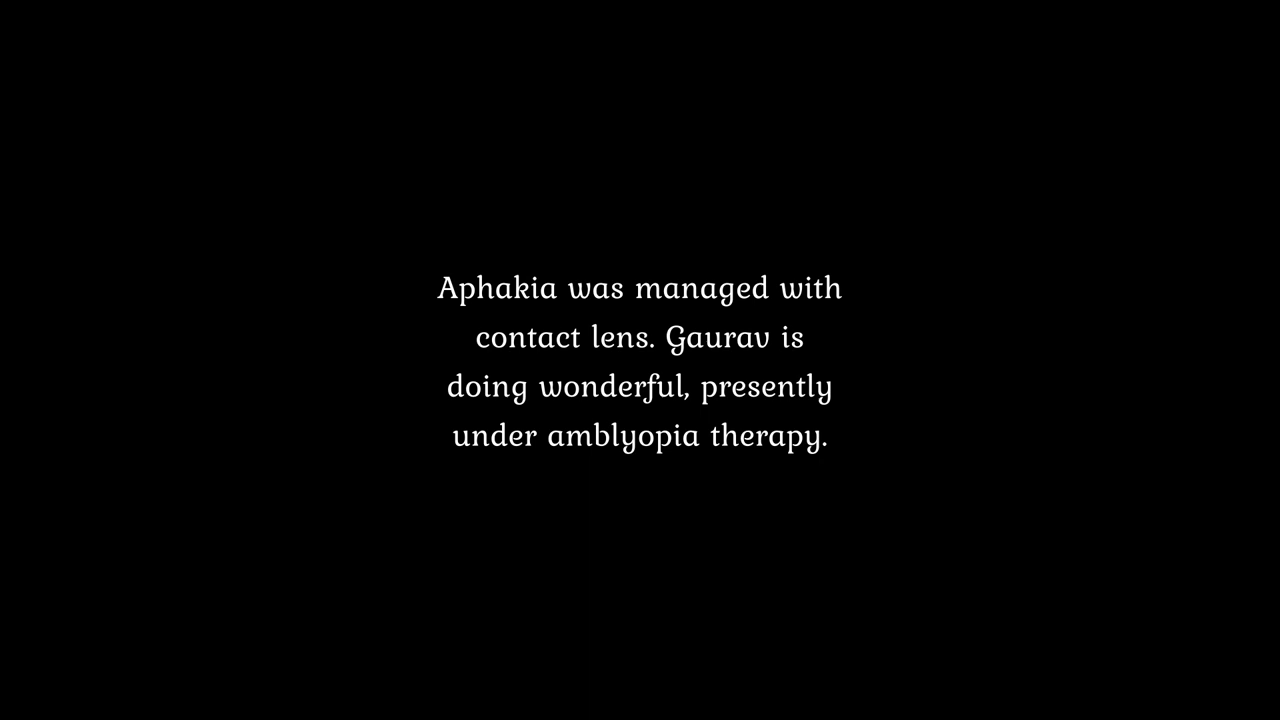 Aphakia was managed with
contact lens. Gaurav is
doing wonderful, presently
under amblyopia therapy.